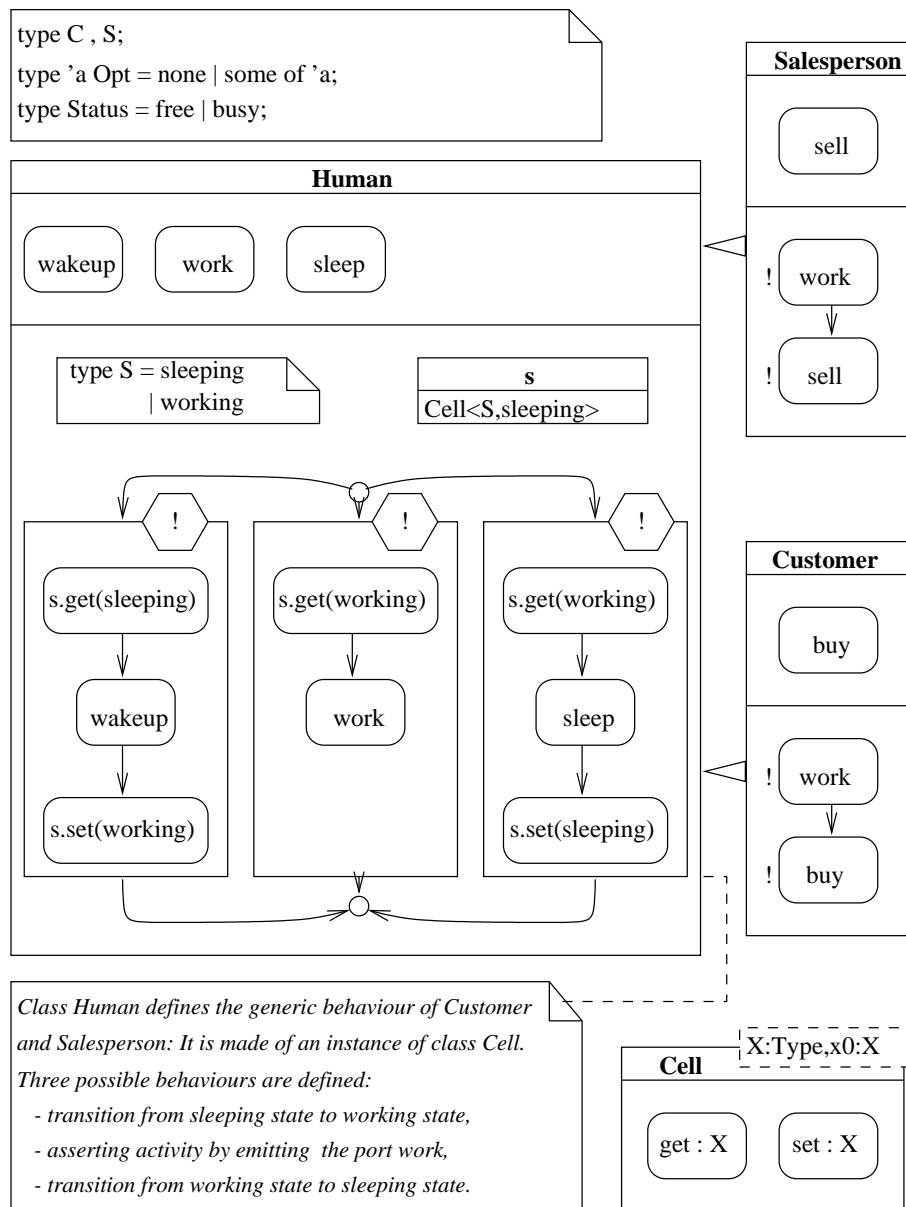 type C , S;
type ’a Opt = none | some of ’a;
type Status = free | busy;
Salesperson
sell
! work
! sell
Human
wakeup work sleep
type S = sleeping
| working
s
Cell<S,sleeping>
! ! !
s.get(sleeping) s.get(working) s.get(working)
wakeup work sleep
s.set(working) s.set(sleeping)
Customer
buy
! work
! buy
Class Human defines the generic behaviour of Customer
and Salesperson: It is made of an instance of class Cell.
Three possible behaviours are defined:
- transition from sleeping state to working state,
- asserting activity by emitting the port work,
- transition from working state to sleeping state.
X:Type,x0:X
Cell
get : X set : X